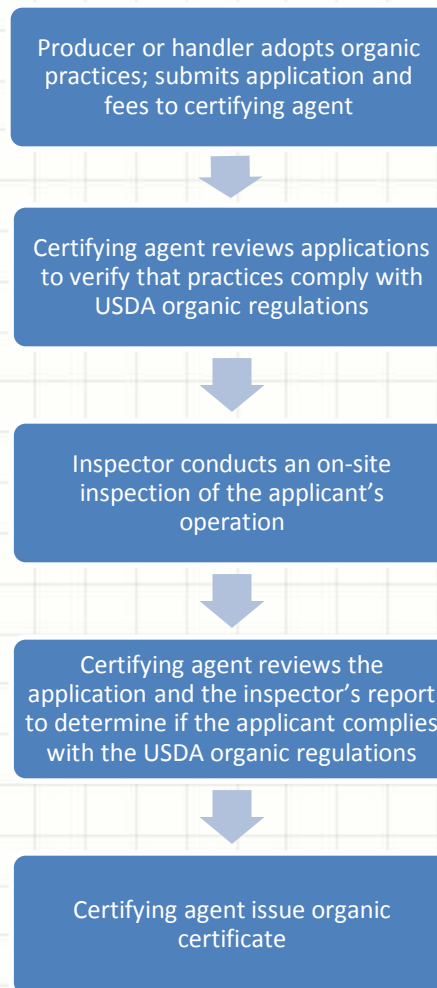 Producer or handler adopts organic
practices; submits application and
fees to certifying agent
Certifying agent reviews applications
to verify that practices comply with
USDA organic regulations
Inspector conducts an on-site
inspection of the applicant’s
operation
Certifying agent reviews the
application and the inspector’s report
to determine if the applicant complies
with the USDA organic regulations
Certifying agent issue organic
certificate